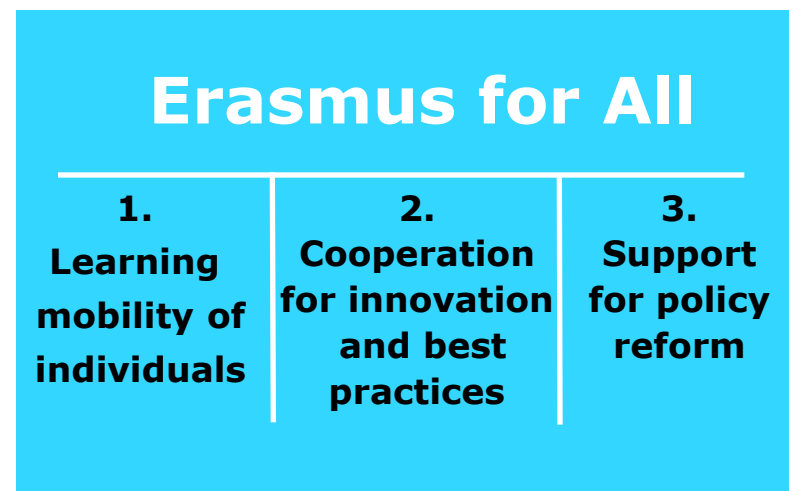 Erasmus for All
1.
Learning
mobility of
individuals
2.
Cooperation
for innovation
and best
practices
3.
Support
for policy
reform